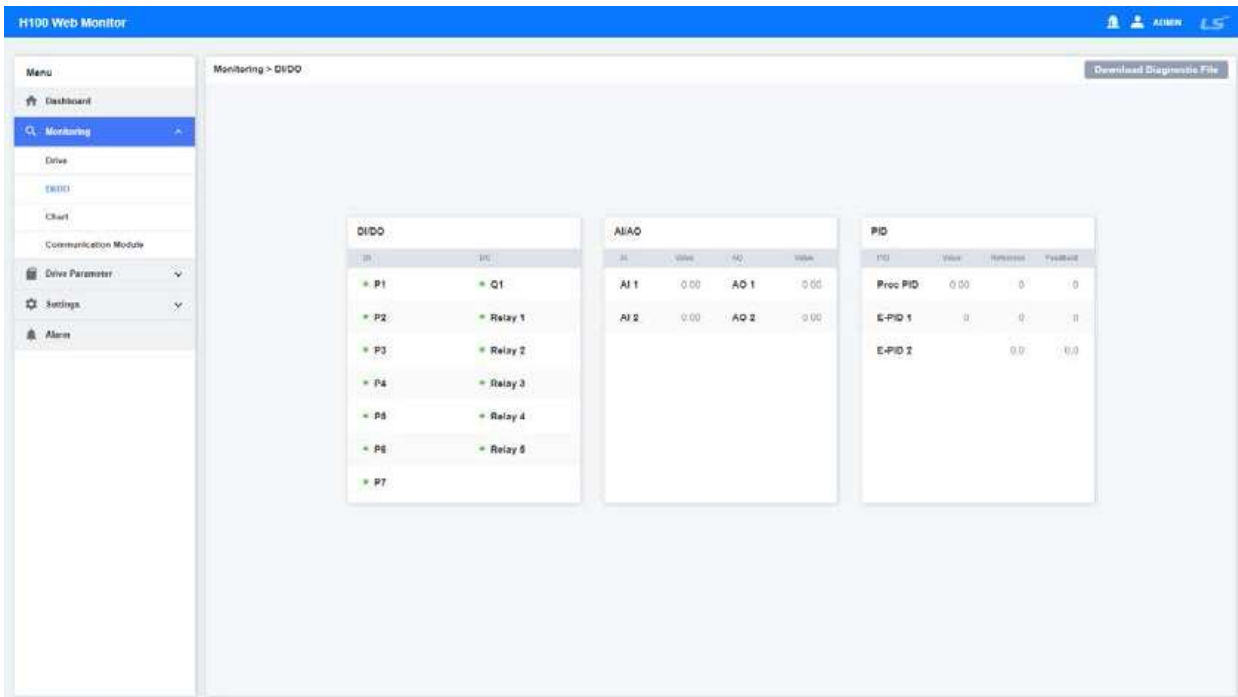 H100 Web Monitor
ADMIN
LS
Menu
Monitoring > DI/DO
Download Diagnostic File
Dashboard
Monitoring
Drive
DI/DO
Chart
Communication Module
Drive Parameter
Settings
Alarm
DI/DO
AI/AO
PID
AI Value AO Value
PID Value Reference Feedback
P1 Q1
AI 1 0.00 AO 1 0.00
Proc PID 0.00 0 0
P2 Relay 1
AI 2 0.00 AO 2 0.00
E-PID 1 0 0 0
P3 Relay 2
E-PID 2 0.0 0.0
P4 Relay 3
P5 Relay 4
P6 Relay 5
P7